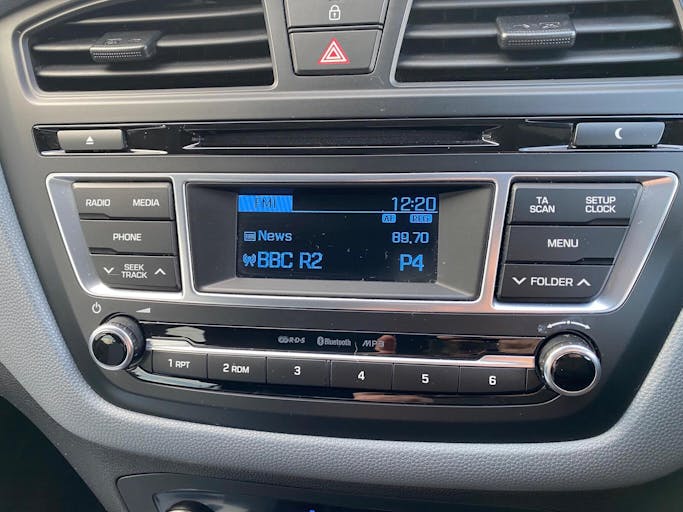 RADIO MEDIA
PHONE
SEEK
TRACK
FM1 12:20
AB REG
News 89.70
BBC R2 P4
TA SETUP
SCAN CLOCK
MENU
FOLDER
R·D·S Bluetooth MP3
1 RPT 2 RDM 3 4 5 6